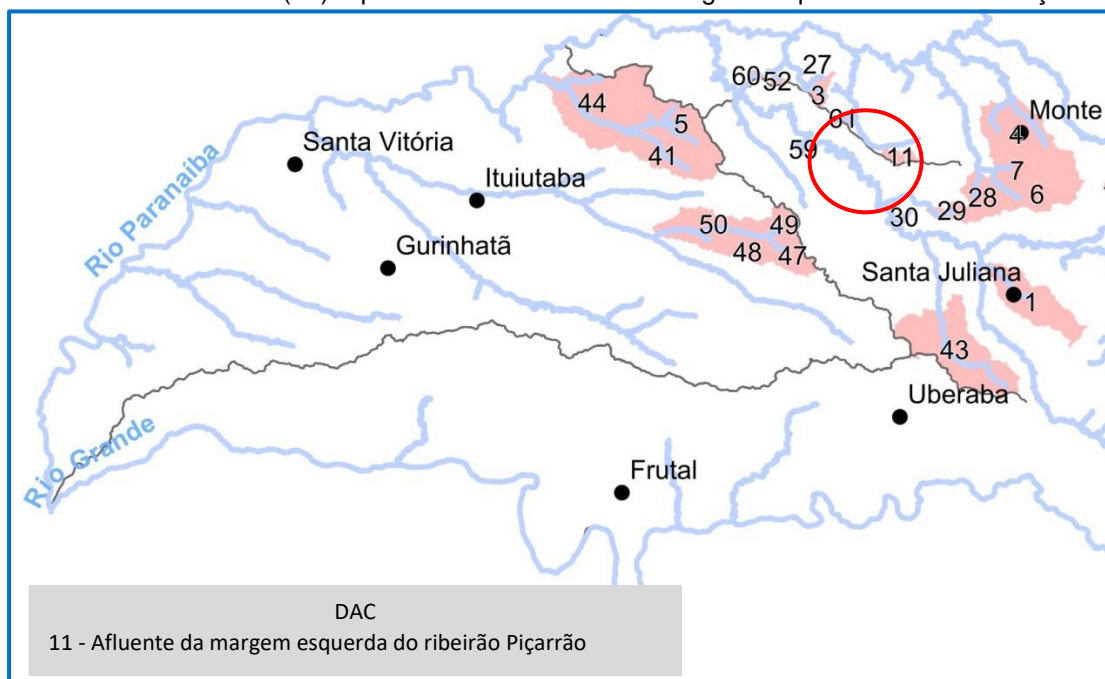 27
60
52
3
44
61
Monte
4
5
Santa Vitória
59
11
41
7
Ituiutaba
28
6
Rio Paranaíba
50
49
29
30
48
47
Gurinhatã
Santa Juliana
1
43
Uberaba
Rio Grande
Frutal
DAC
11 - Afluente da margem esquerda do ribeirão Piçarrão